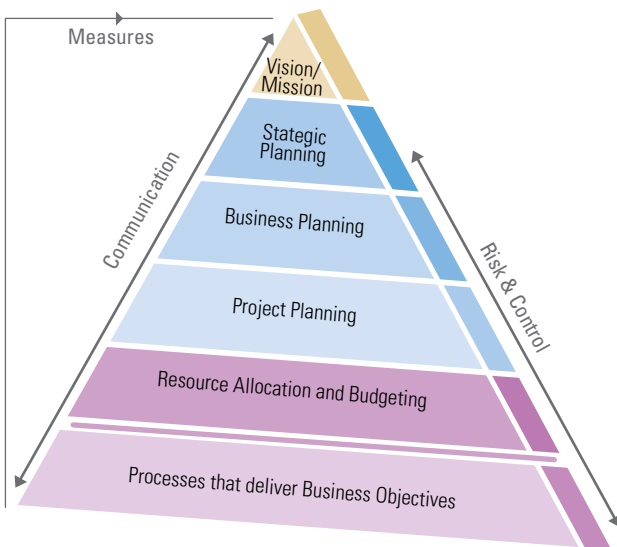 Measures
Vision/
Mission
Stategic
Planning
Communication
Business Planning
Risk & Control
Project Planning
Resource Allocation and Budgeting
Processes that deliver Business Objectives